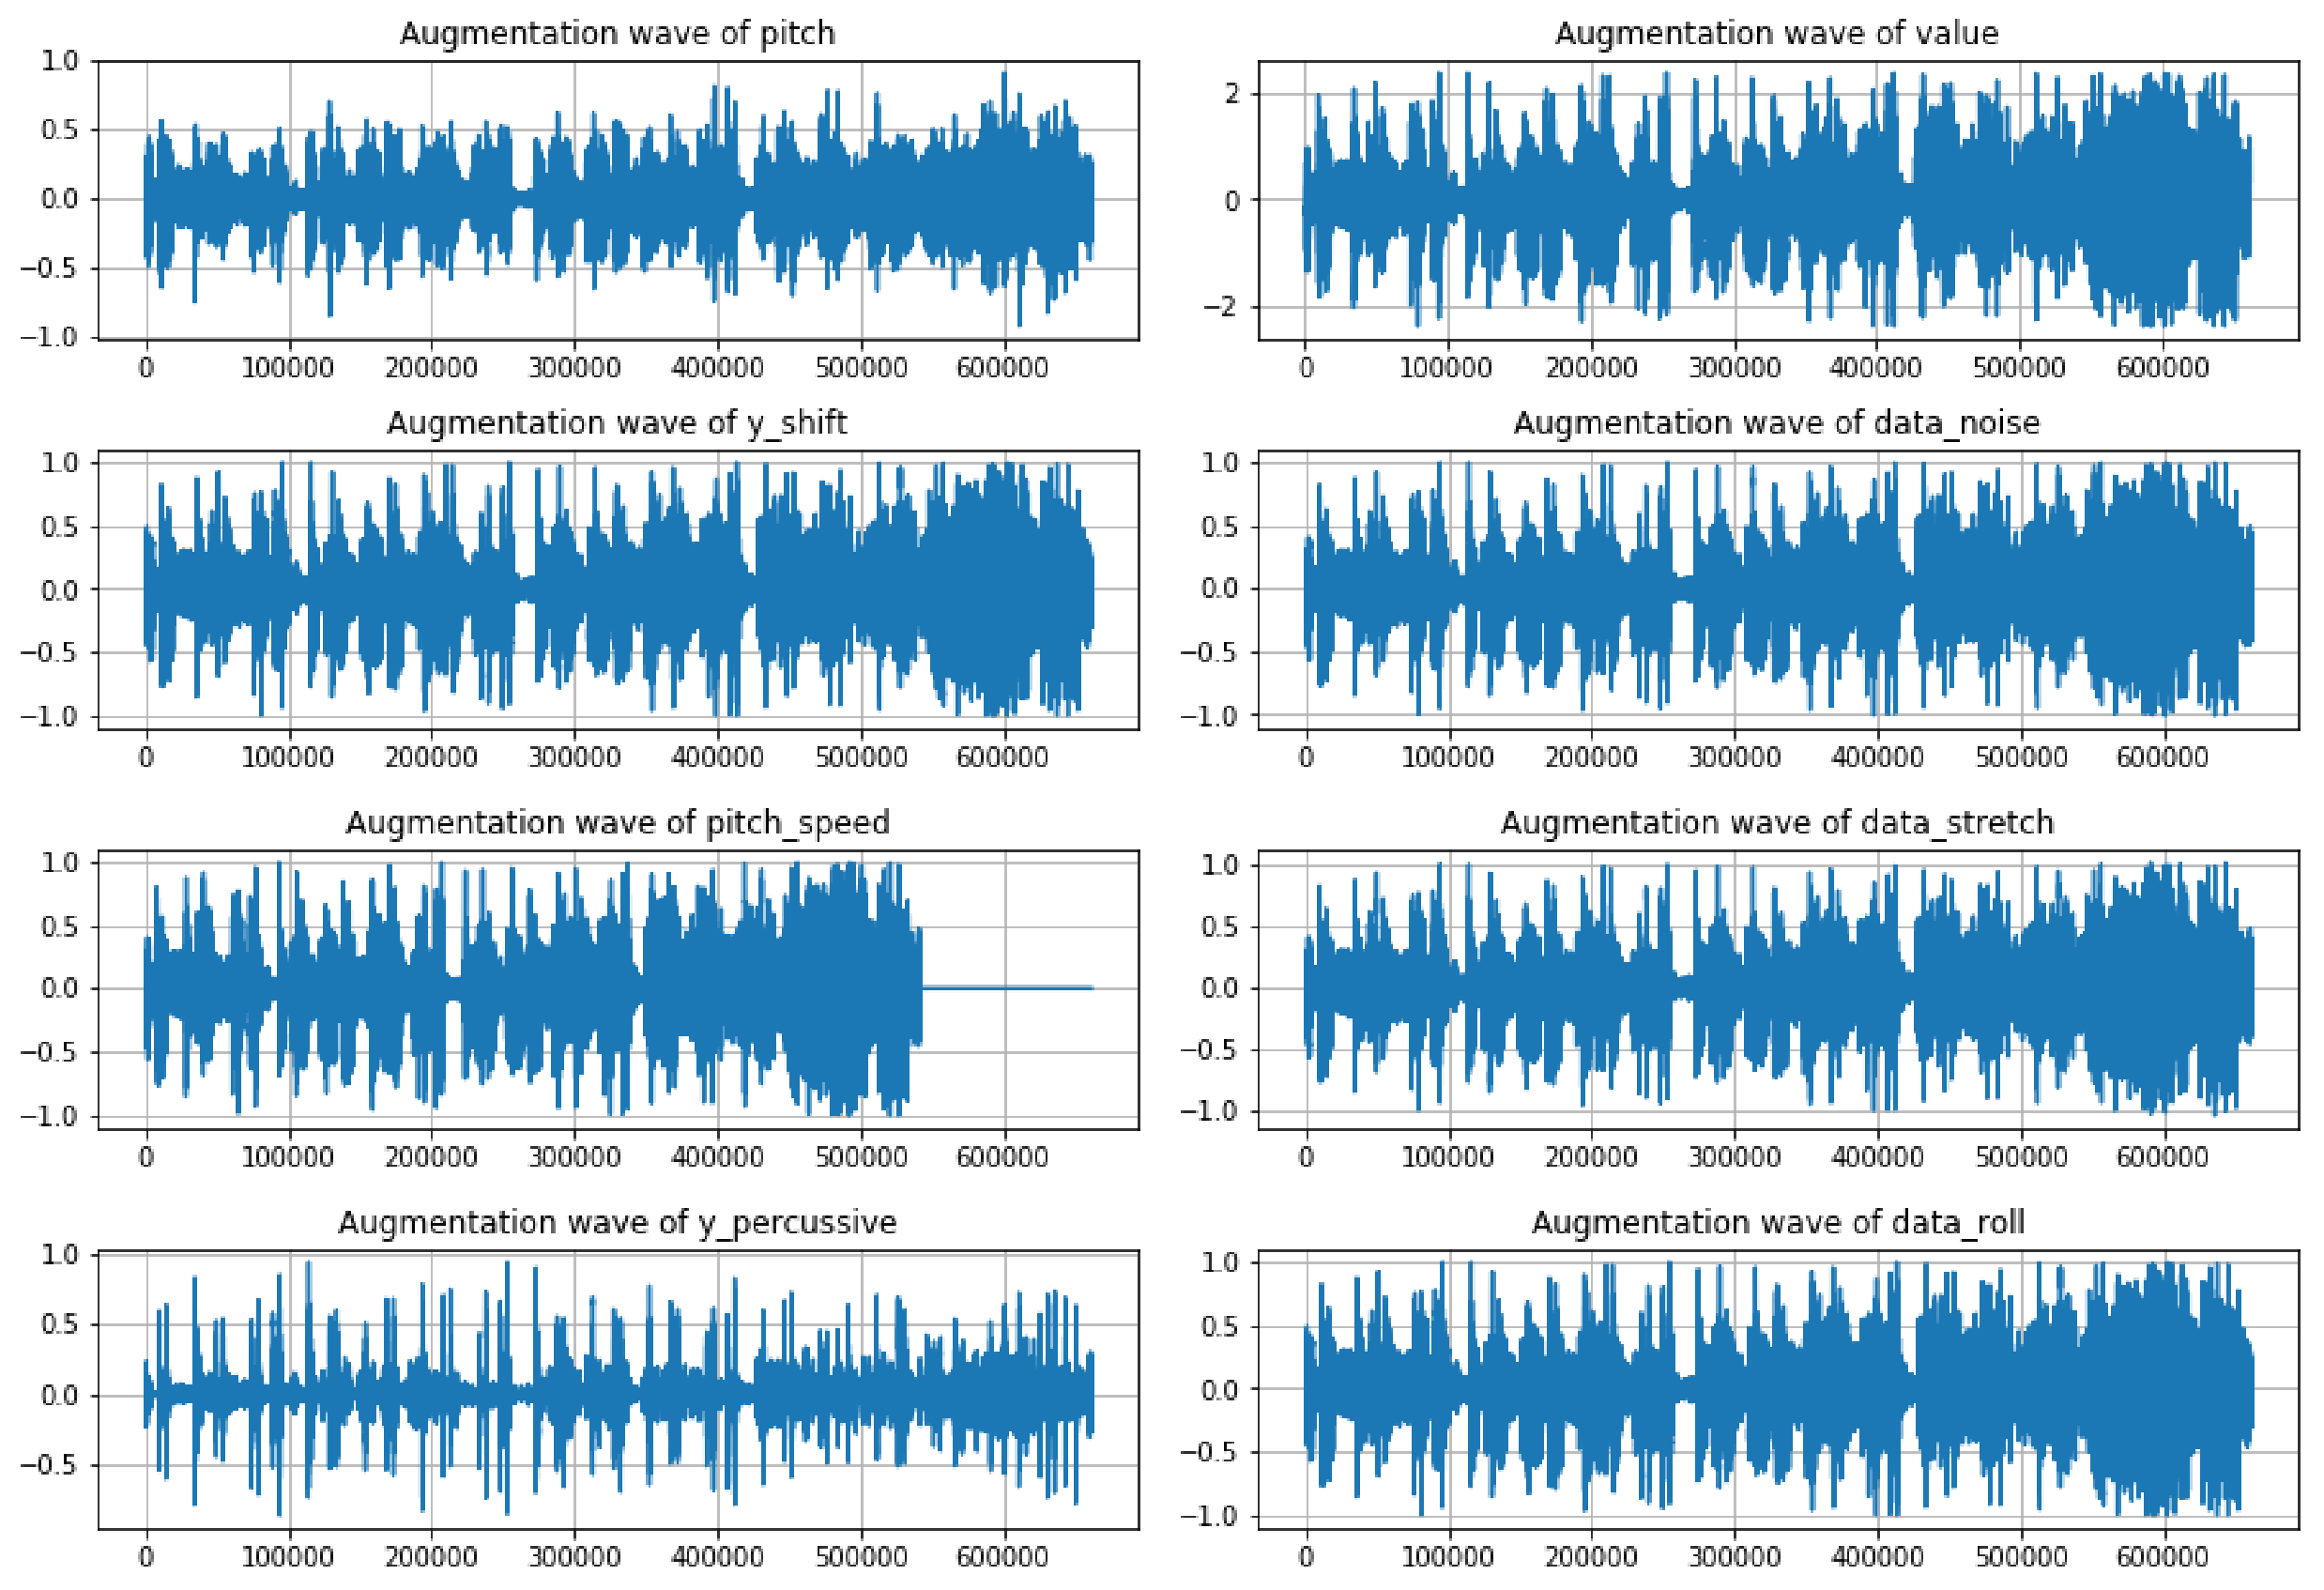 Augmentation wave of pitch
1.0
0.5
0.0
−0.5
−1.0
0 100000 200000 300000 400000 500000 600000
Augmentation wave of value
2
0
−2
0 100000 200000 300000 400000 500000 600000
Augmentation wave of y_shift
1.0
0.5
0.0
−0.5
−1.0
0 100000 200000 300000 400000 500000 600000
Augmentation wave of data_noise
1.0
0.5
0.0
−0.5
−1.0
0 100000 200000 300000 400000 500000 600000
Augmentation wave of pitch_speed
1.0
0.5
0.0
−0.5
−1.0
0 100000 200000 300000 400000 500000 600000
Augmentation wave of data_stretch
1.0
0.5
0.0
−0.5
−1.0
0 100000 200000 300000 400000 500000 600000
Augmentation wave of y_percussive
1.0
0.5
0.0
−0.5
0 100000 200000 300000 400000 500000 600000
Augmentation wave of data_roll
1.0
0.5
0.0
−0.5
−1.0
0 100000 200000 300000 400000 500000 600000